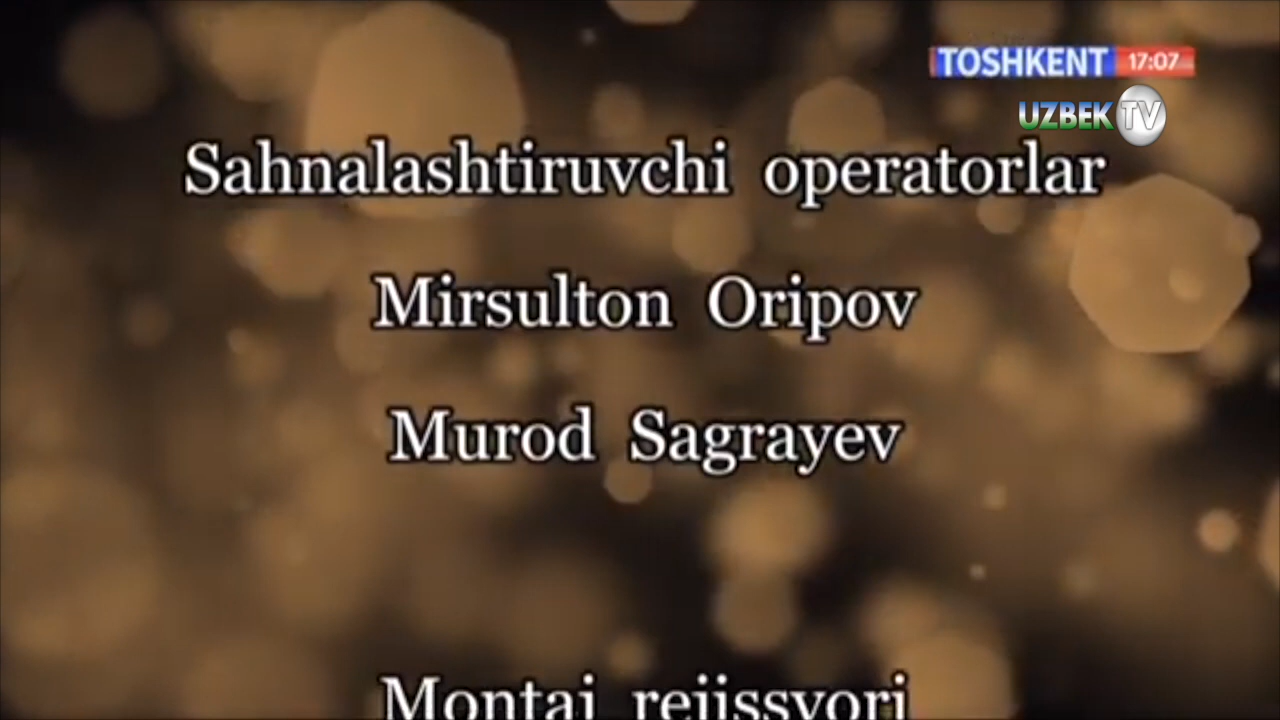 TOSHKENT 17:07
UZBEK TV
Sahnalashtiruvchi operatorlar
Mirsulton Oripov
Murod Sagrayev
Montaj rejissyori